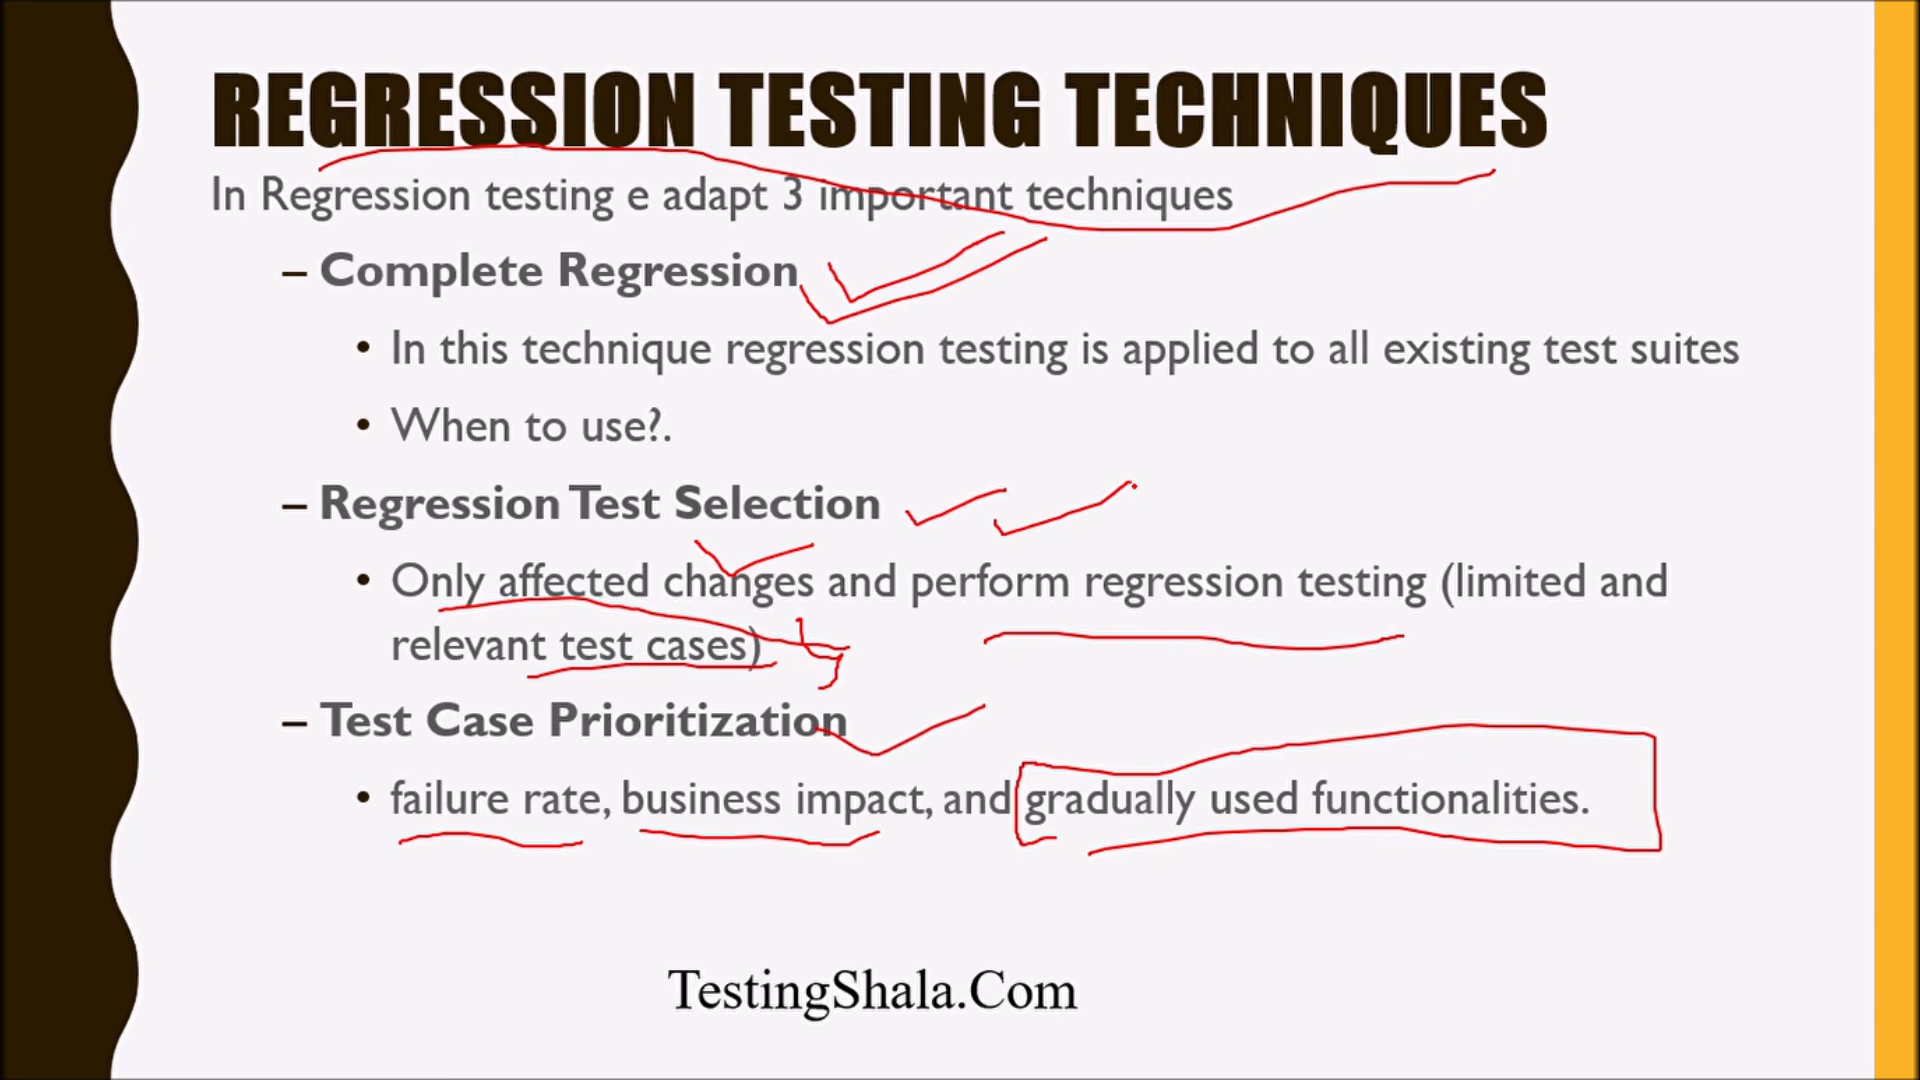 REGRESSION TESTING TECHNIQUES
In Regression testing e adapt 3 important techniques
– Complete Regression
• In this technique regression testing is applied to all existing test suites
• When to use?.
– Regression Test Selection
• Only affected changes and perform regression testing (limited and
relevant test cases)
– Test Case Prioritization
• failure rate, business impact, and gradually used functionalities.
TestingShala.Com